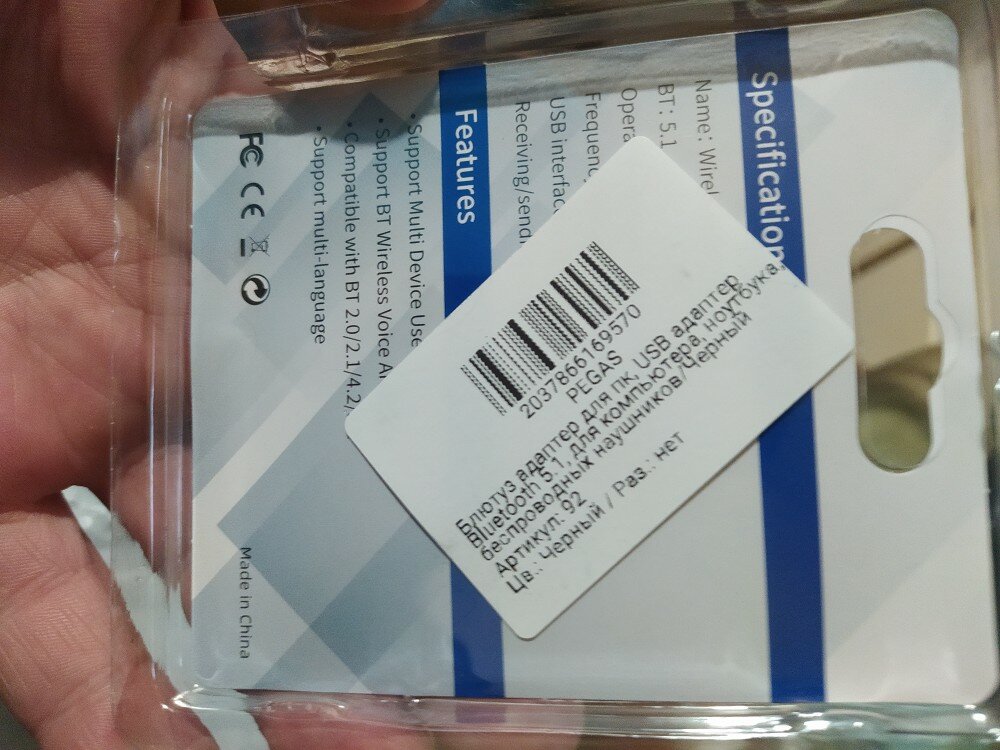 Specification
Name: Wirel
BT: 5.1
Opera
Frequenc
USB interfac
Receiving/sendi
Features
• Support Multi Device Use
• Support BT Wireless Voice
• Compatible with BT 2.0/2.1/4.2/
• Support multi-language
FC CE
Made in China
2037866169570
PEGAS
Блютуз адаптер для пк, USB адаптер
Bluetooth 5.1, для компьютера, ноутбука,
беспроводных наушников/Черный
Артикул: 92
Цв.: черный / Раз.: нет